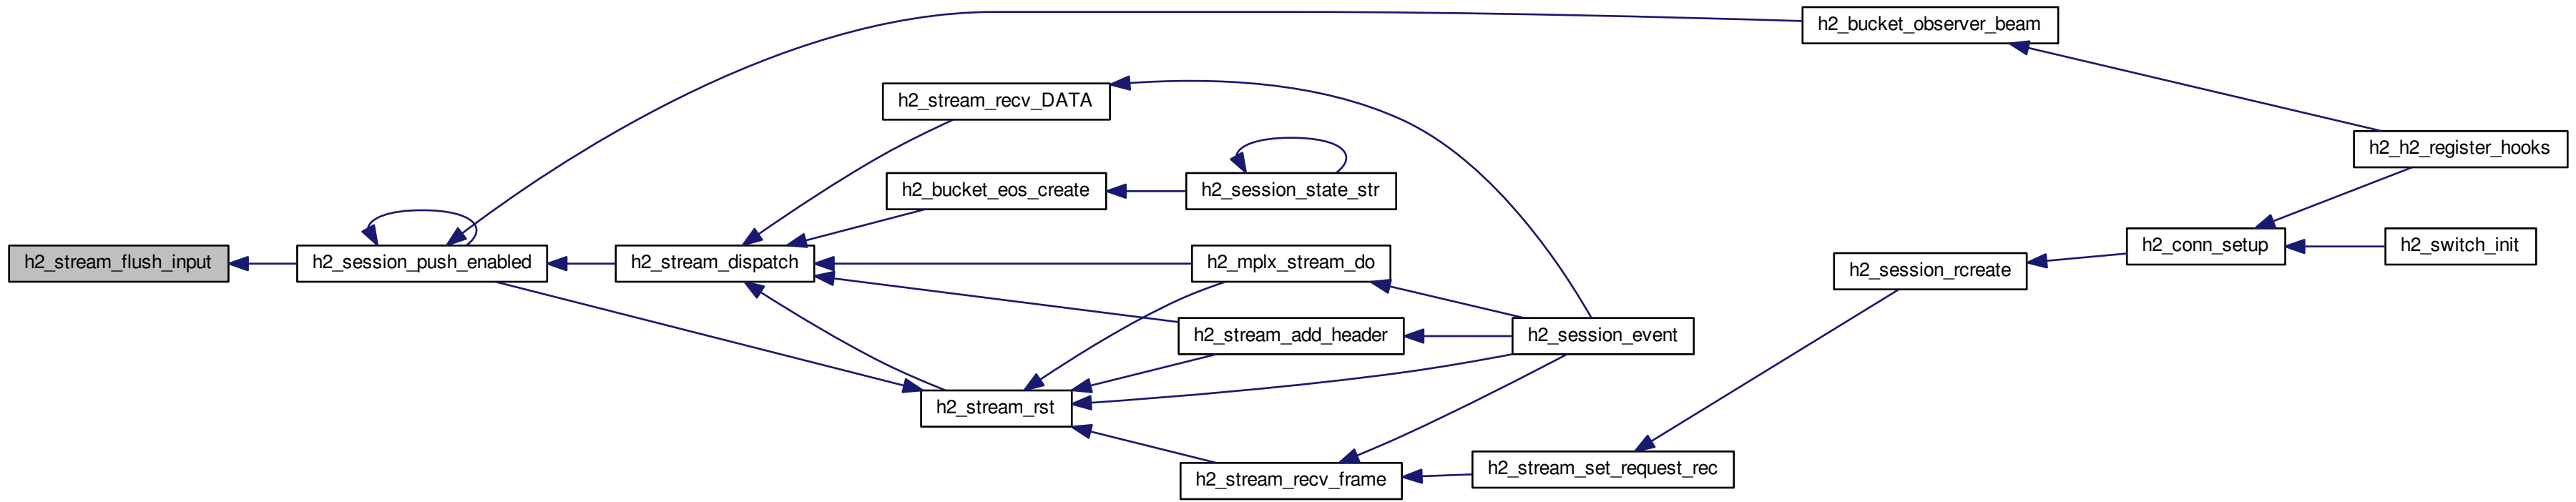 h2_bucket_observer_beam
h2_stream_recv_DATA
h2_h2_register_hooks
h2_bucket_eos_create
h2_session_state_str
h2_stream_flush_input
h2_session_push_enabled
h2_stream_dispatch
h2_mplx_stream_do
h2_session_rcreate
h2_conn_setup
h2_switch_init
h2_stream_add_header
h2_session_event
h2_stream_rst
h2_stream_recv_frame
h2_stream_set_request_rec